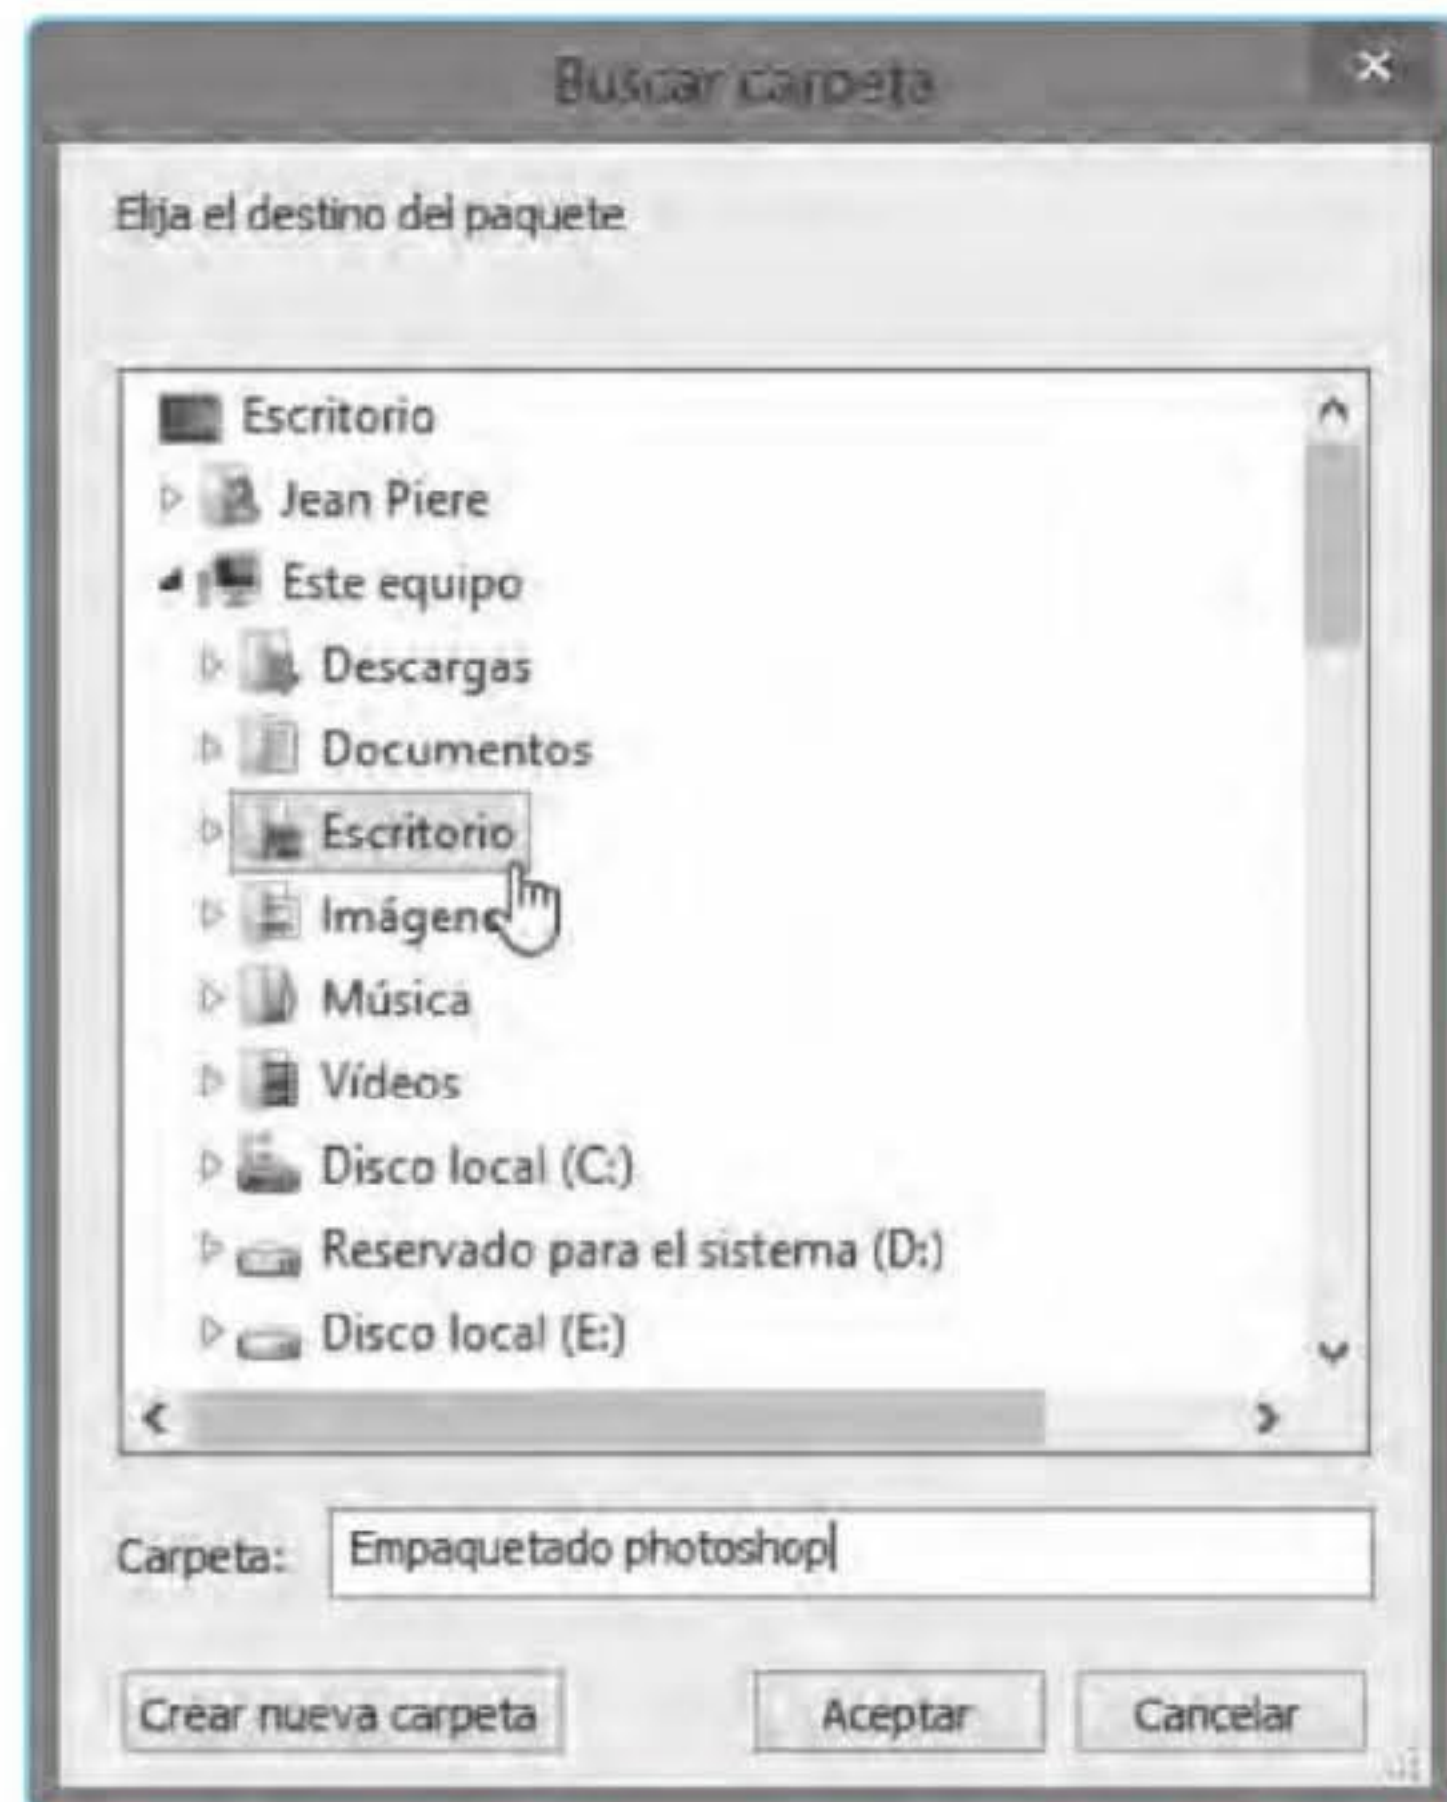 Buscar carpeta
Elija el destino del paquete
Escritorio
Jean Piere
Este equipo
Descargas
Documentos
Escritorio
Imágene
Música
Vídeos
Disco local (C:)
Reservado para el sistema (D:)
Disco local (E:)
Carpeta: Empaquetado photoshop
Crear nueva carpeta Aceptar Cancelar